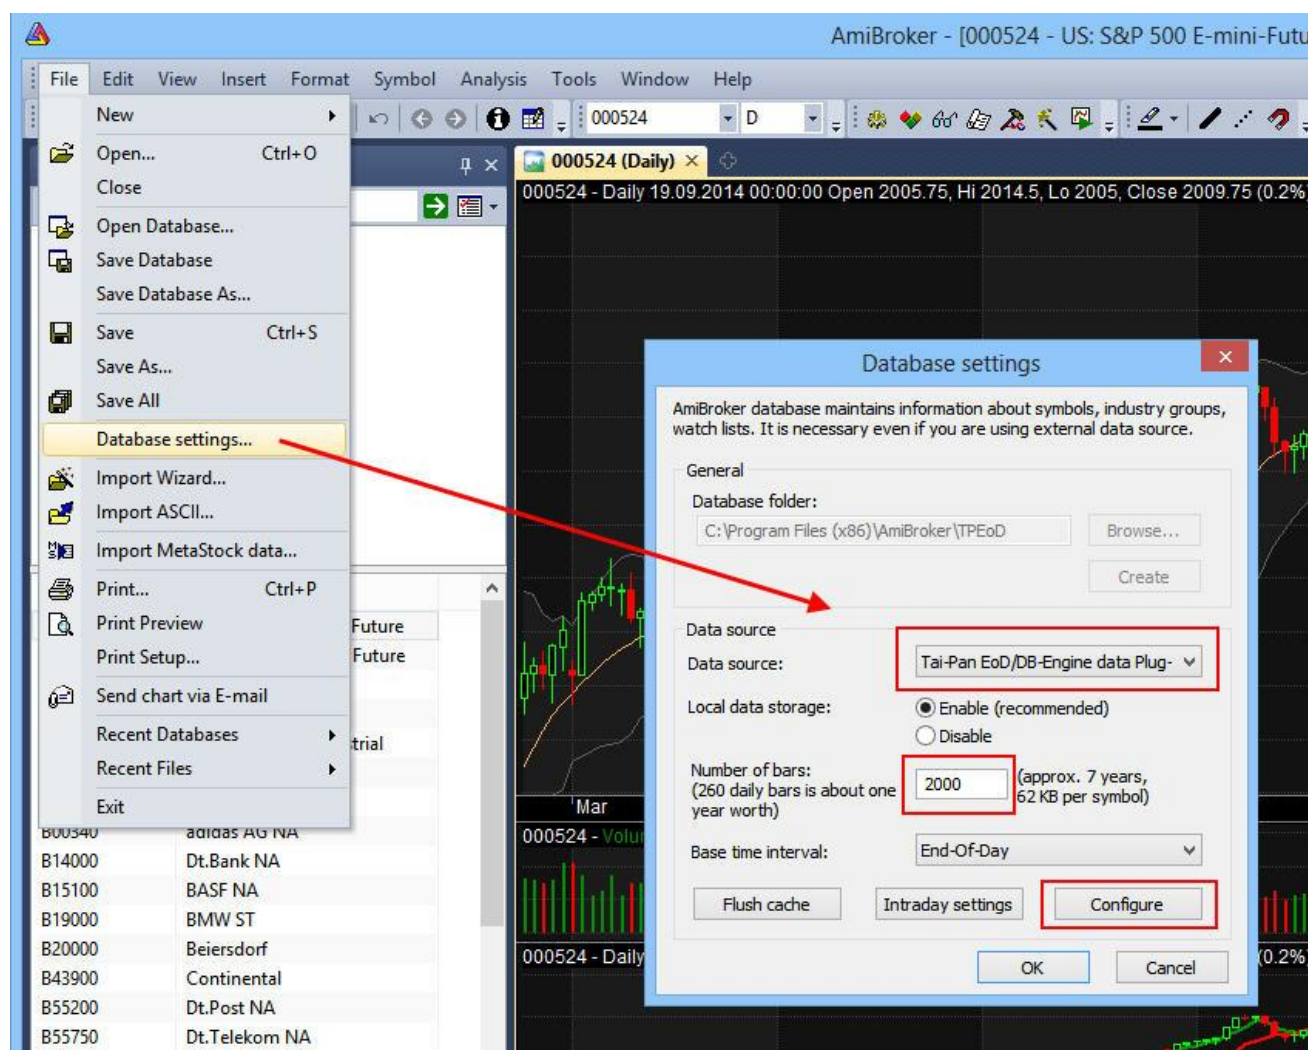 AmiBroker - [000524 - US: S&P 500 E-mini-Futu
File Edit View Insert Format Symbol Analysis Tools Window Help
000524 D
New
Open... Ctrl+O
Close
Open Database...
Save Database
Save Database As...
Save Ctrl+S
Save As...
Save All
Database settings...
Import Wizard...
Import ASCII...
Import MetaStock data...
Print... Ctrl+P
Print Preview
Print Setup...
Send chart via E-mail
Recent Databases
Recent Files
Exit
Future
Future
trial
B00340 adidas AG NA
B14000 Dt.Bank NA
B15100 BASF NA
B19000 BMW ST
B20000 Beiersdorf
B43900 Continental
B55200 Dt.Post NA
B55750 Dt.Telekom NA
000524 (Daily)
000524 - Daily 19.09.2014 00:00:00 Open 2005.75, Hi 2014.5, Lo 2005, Close 2009.75 (0.2%
Mar
000524 - Volu
000524 - Daily
(0.2%
Database settings
AmiBroker database maintains information about symbols, industry groups,
watch lists. It is necessary even if you are using external data source.
General
Database folder:
C:\Program Files (x86)\AmiBroker\TPEoD Browse...
Create
Data source
Data source: Tai-Pan EoD/DB-Engine data Plug-
Local data storage: Enable (recommended)
Disable
Number of bars:
(260 daily bars is about one
year worth)
2000
(approx. 7 years,
62 KB per symbol)
Base time interval: End-Of-Day
Flush cache Intraday settings Configure
OK Cancel